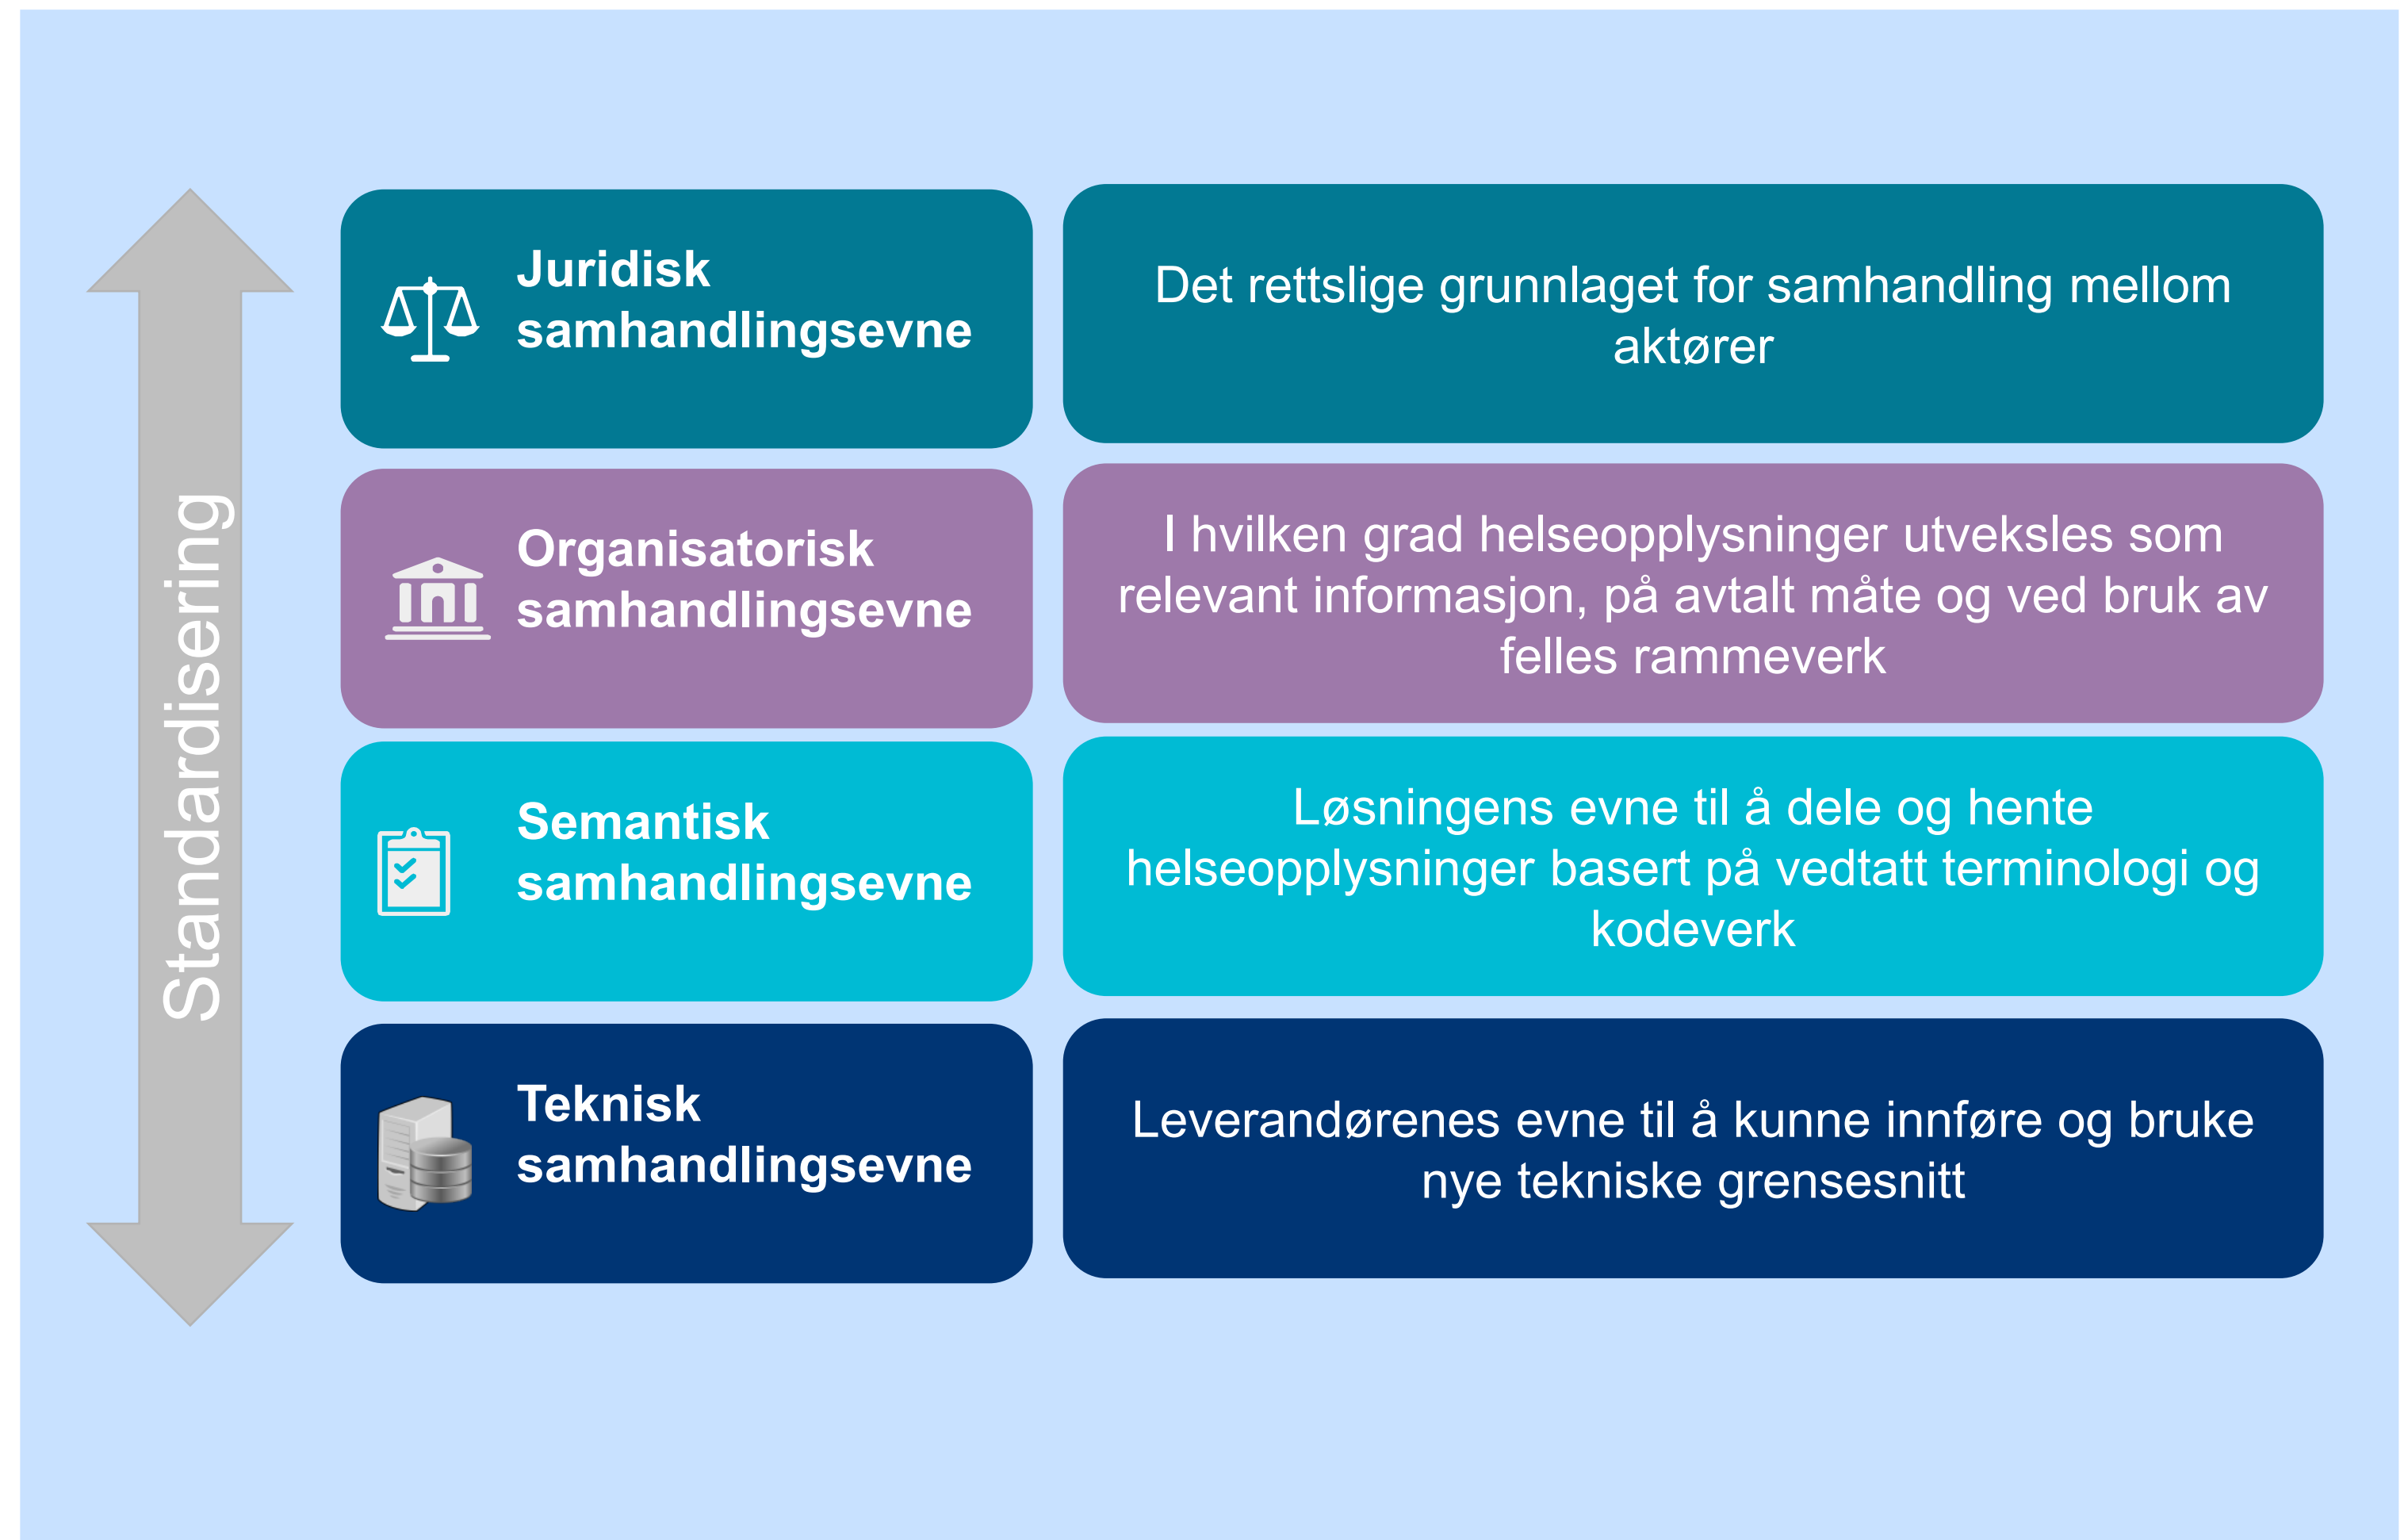 Standardisering
Juridisk
samhandlingsevne
Det rettslige grunnlaget for samhandling mellom
aktører
Organisatorisk
samhandlingsevne
I hvilken grad helseopplysninger utveksles som
relevant informasjon, på avtalt måte og ved bruk av
felles rammeverk
Semantisk
samhandlingsevne
Løsningens evne til å dele og hente
helseopplysninger basert på vedtatt terminologi og
kodeverk
Teknisk
samhandlingsevne
Leverandørenes evne til å kunne innføre og bruke
nye tekniske grensesnitt